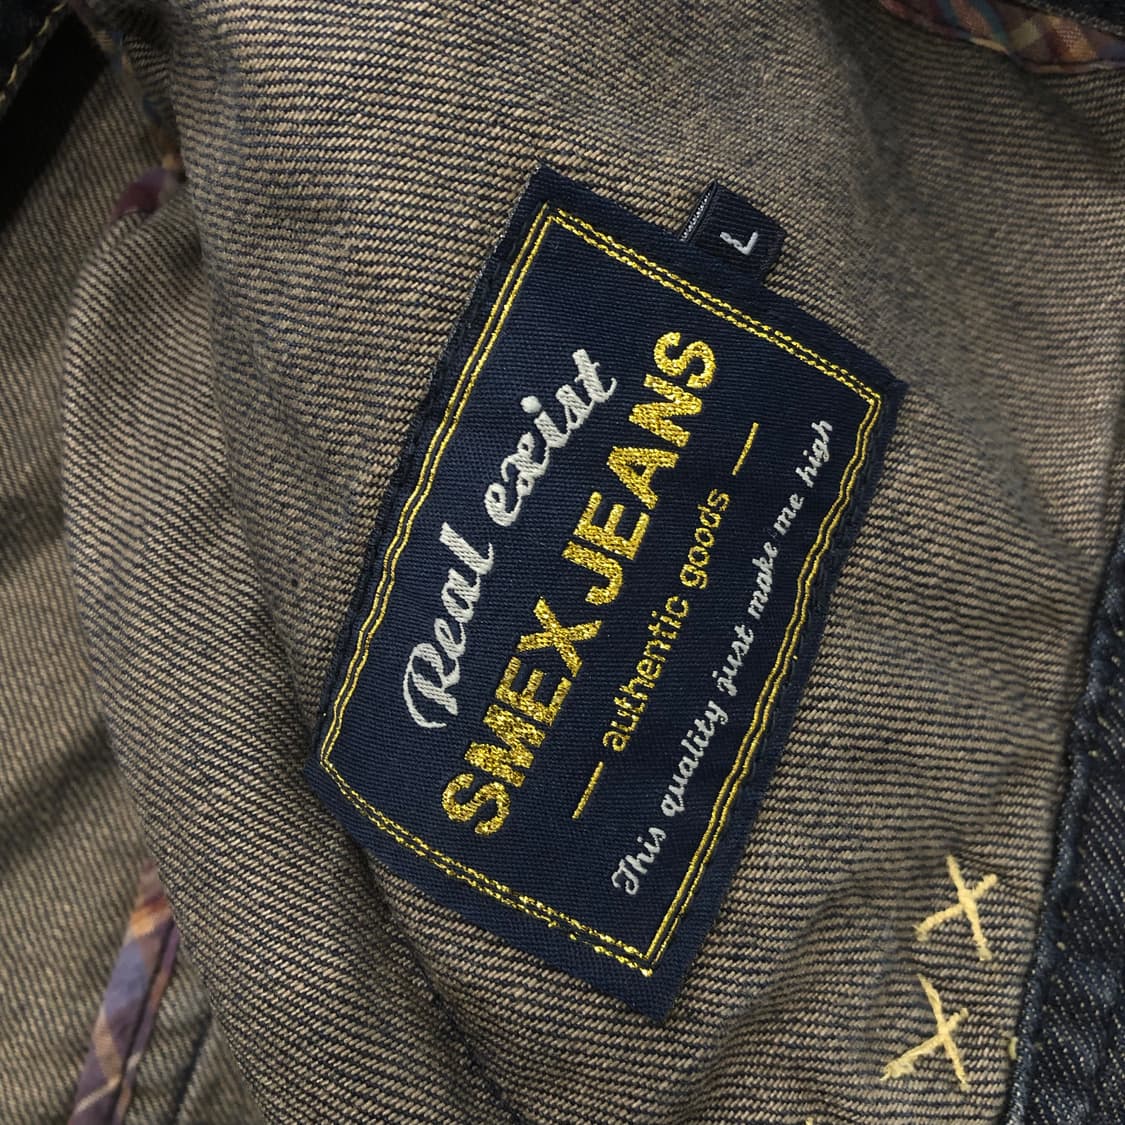 L
Real exist
SMEX JEANS
authentic goods
This quality just make me high